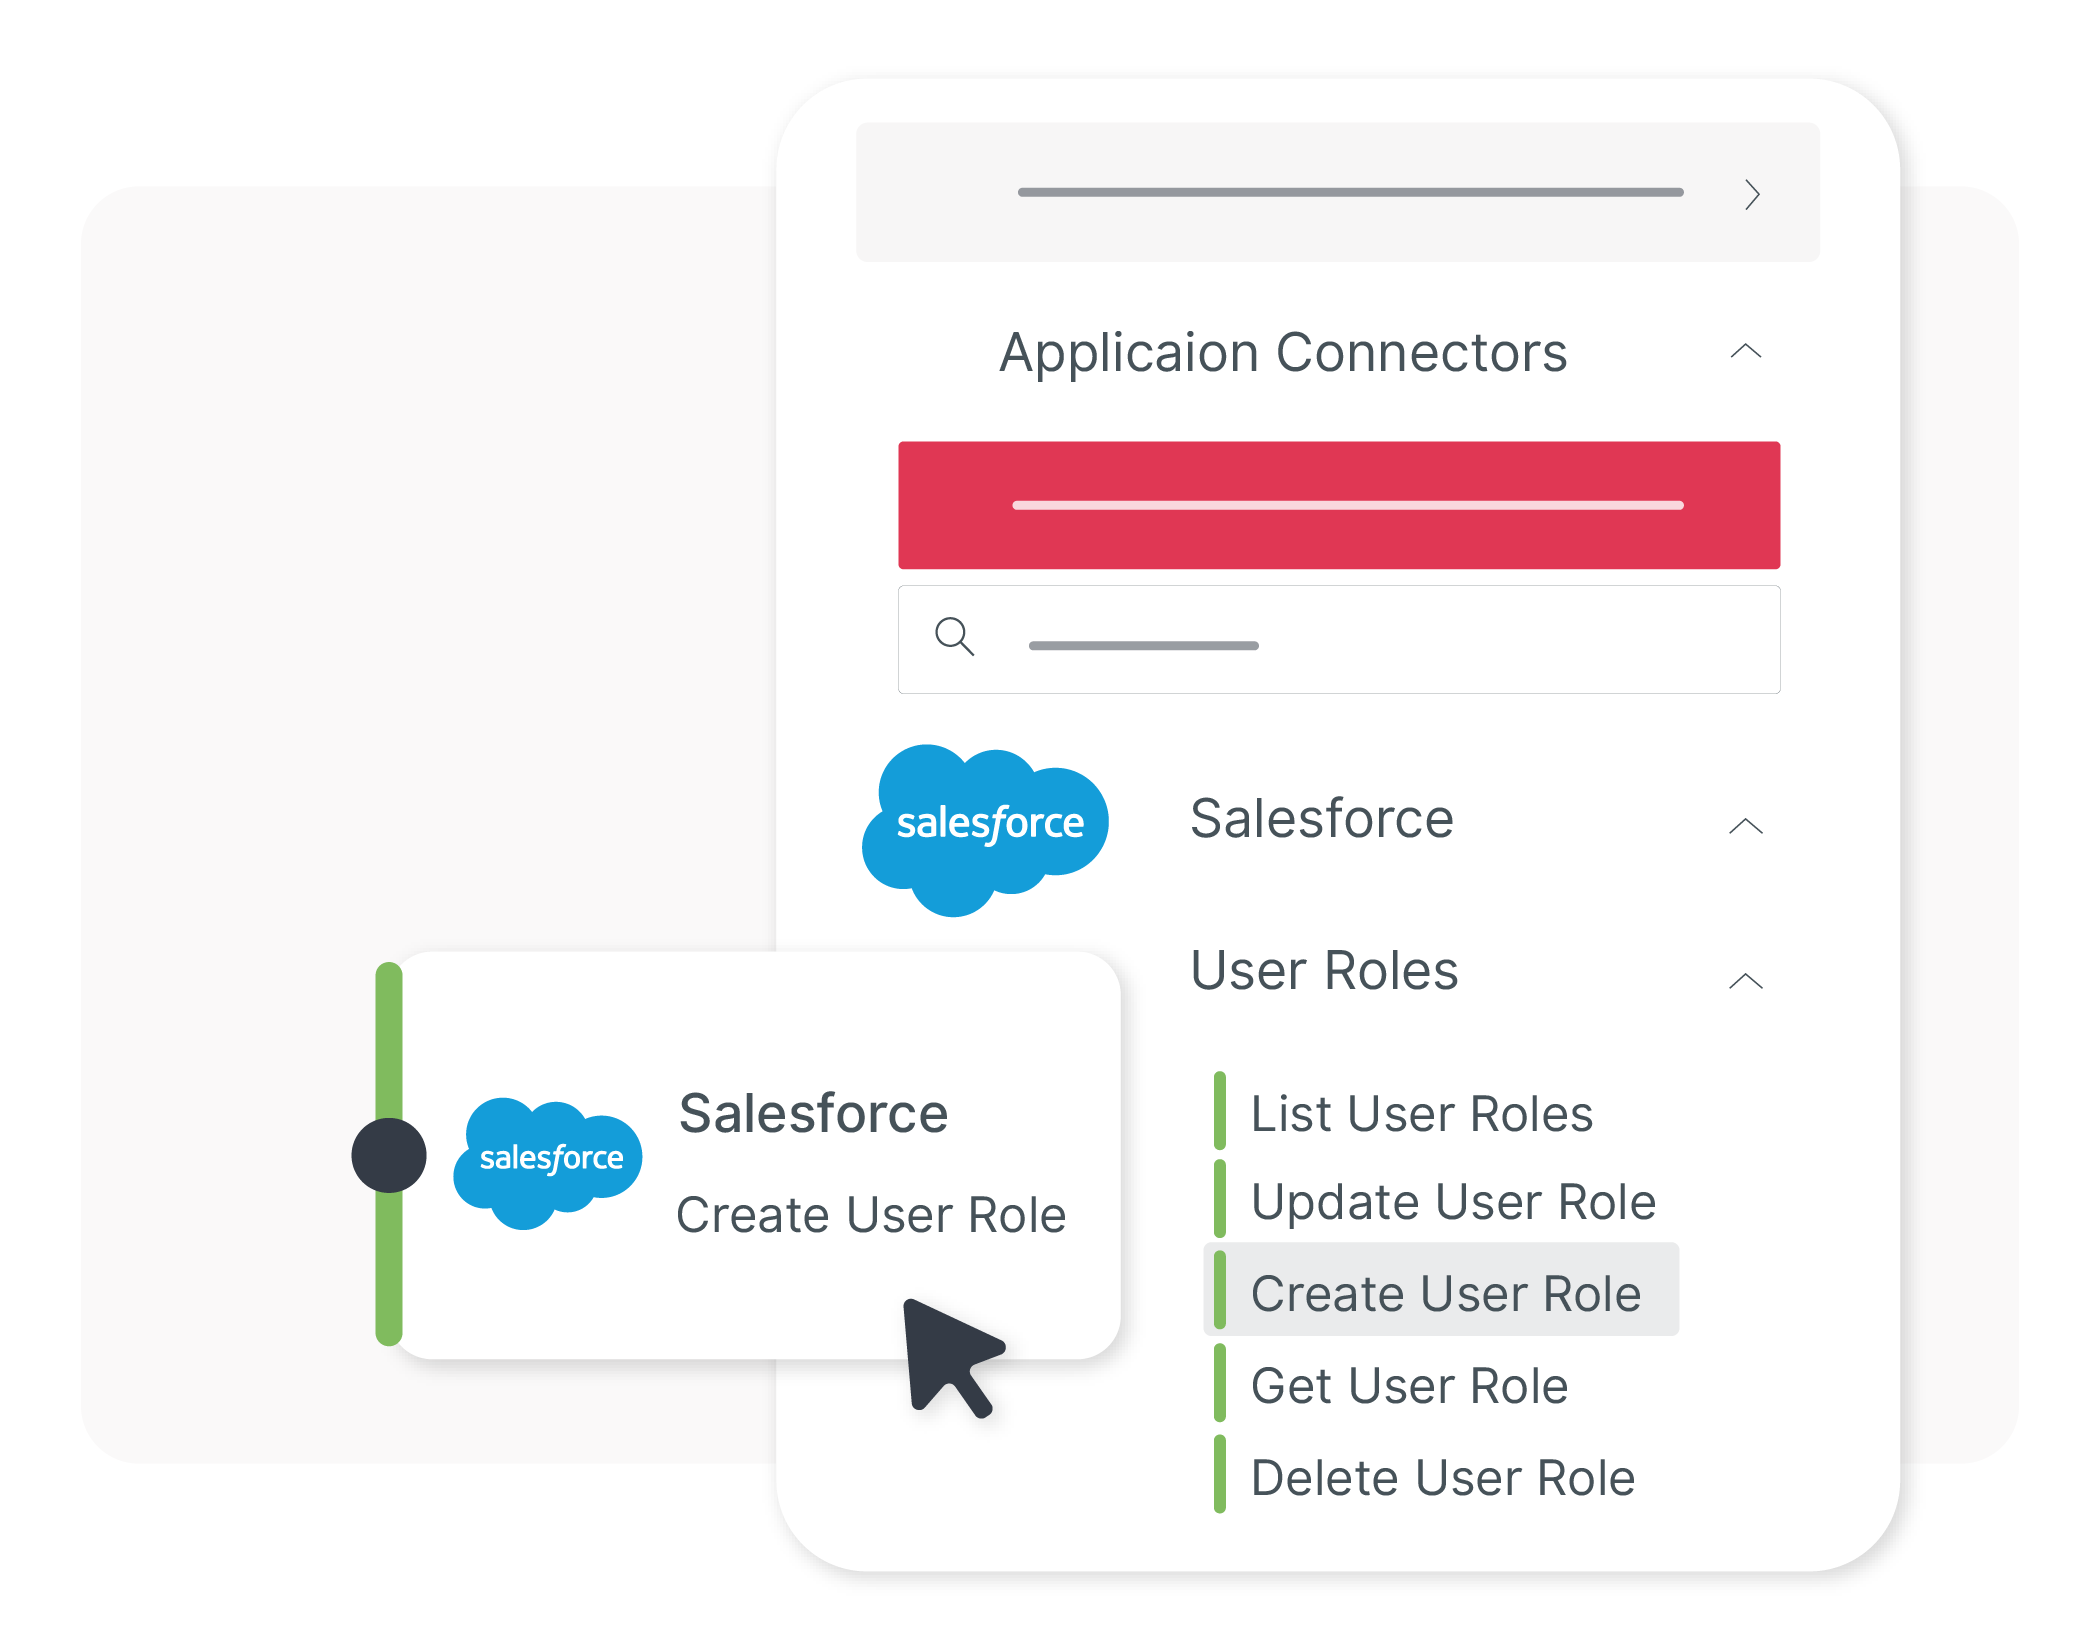 Applicaion Connectors
salesforce
Salesforce
User Roles
salesforce
Salesforce
Create User Role
List User Roles
Update User Role
Create User Role
Get User Role
Delete User Role